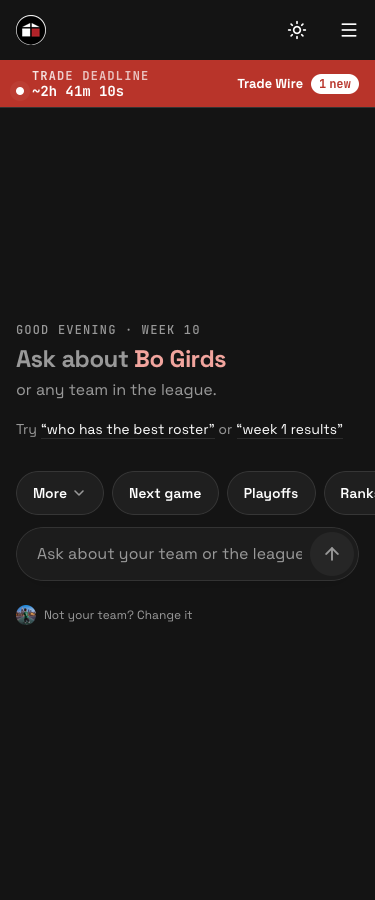 TRADE DEADLINE
~2h 41m 10s
Trade Wire 1 new
GOOD EVENING · WEEK 10
Ask about Bo Girds
or any team in the league.
Try “who has the best roster” or “week 1 results”
More Next game Playoffs Rank
Ask about your team or the league
Not your team? Change it